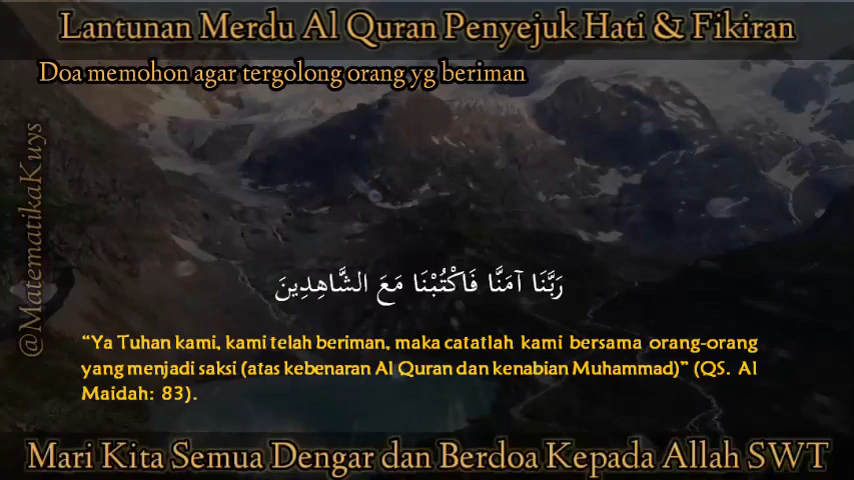 Lantunan Merdu Al Quran Penyejuk Hati & Fikiran
Doa memohon agar tergolong orang yg beriman
@MatematikaKuys
رَبَّنَا آمَنَّا فَاكْتُبْنَا مَعَ الشَّاهِدِينَ
“Ya Tuhan kami, kami telah beriman, maka catatlah kami bersama orang-orang
yang menjadi saksi (atas kebenaran Al Quran dan kenabian Muhammad)” (QS. Al
Maidah: 83).
Mari Kita Semua Dengar dan Berdoa Kepada Allah SWT